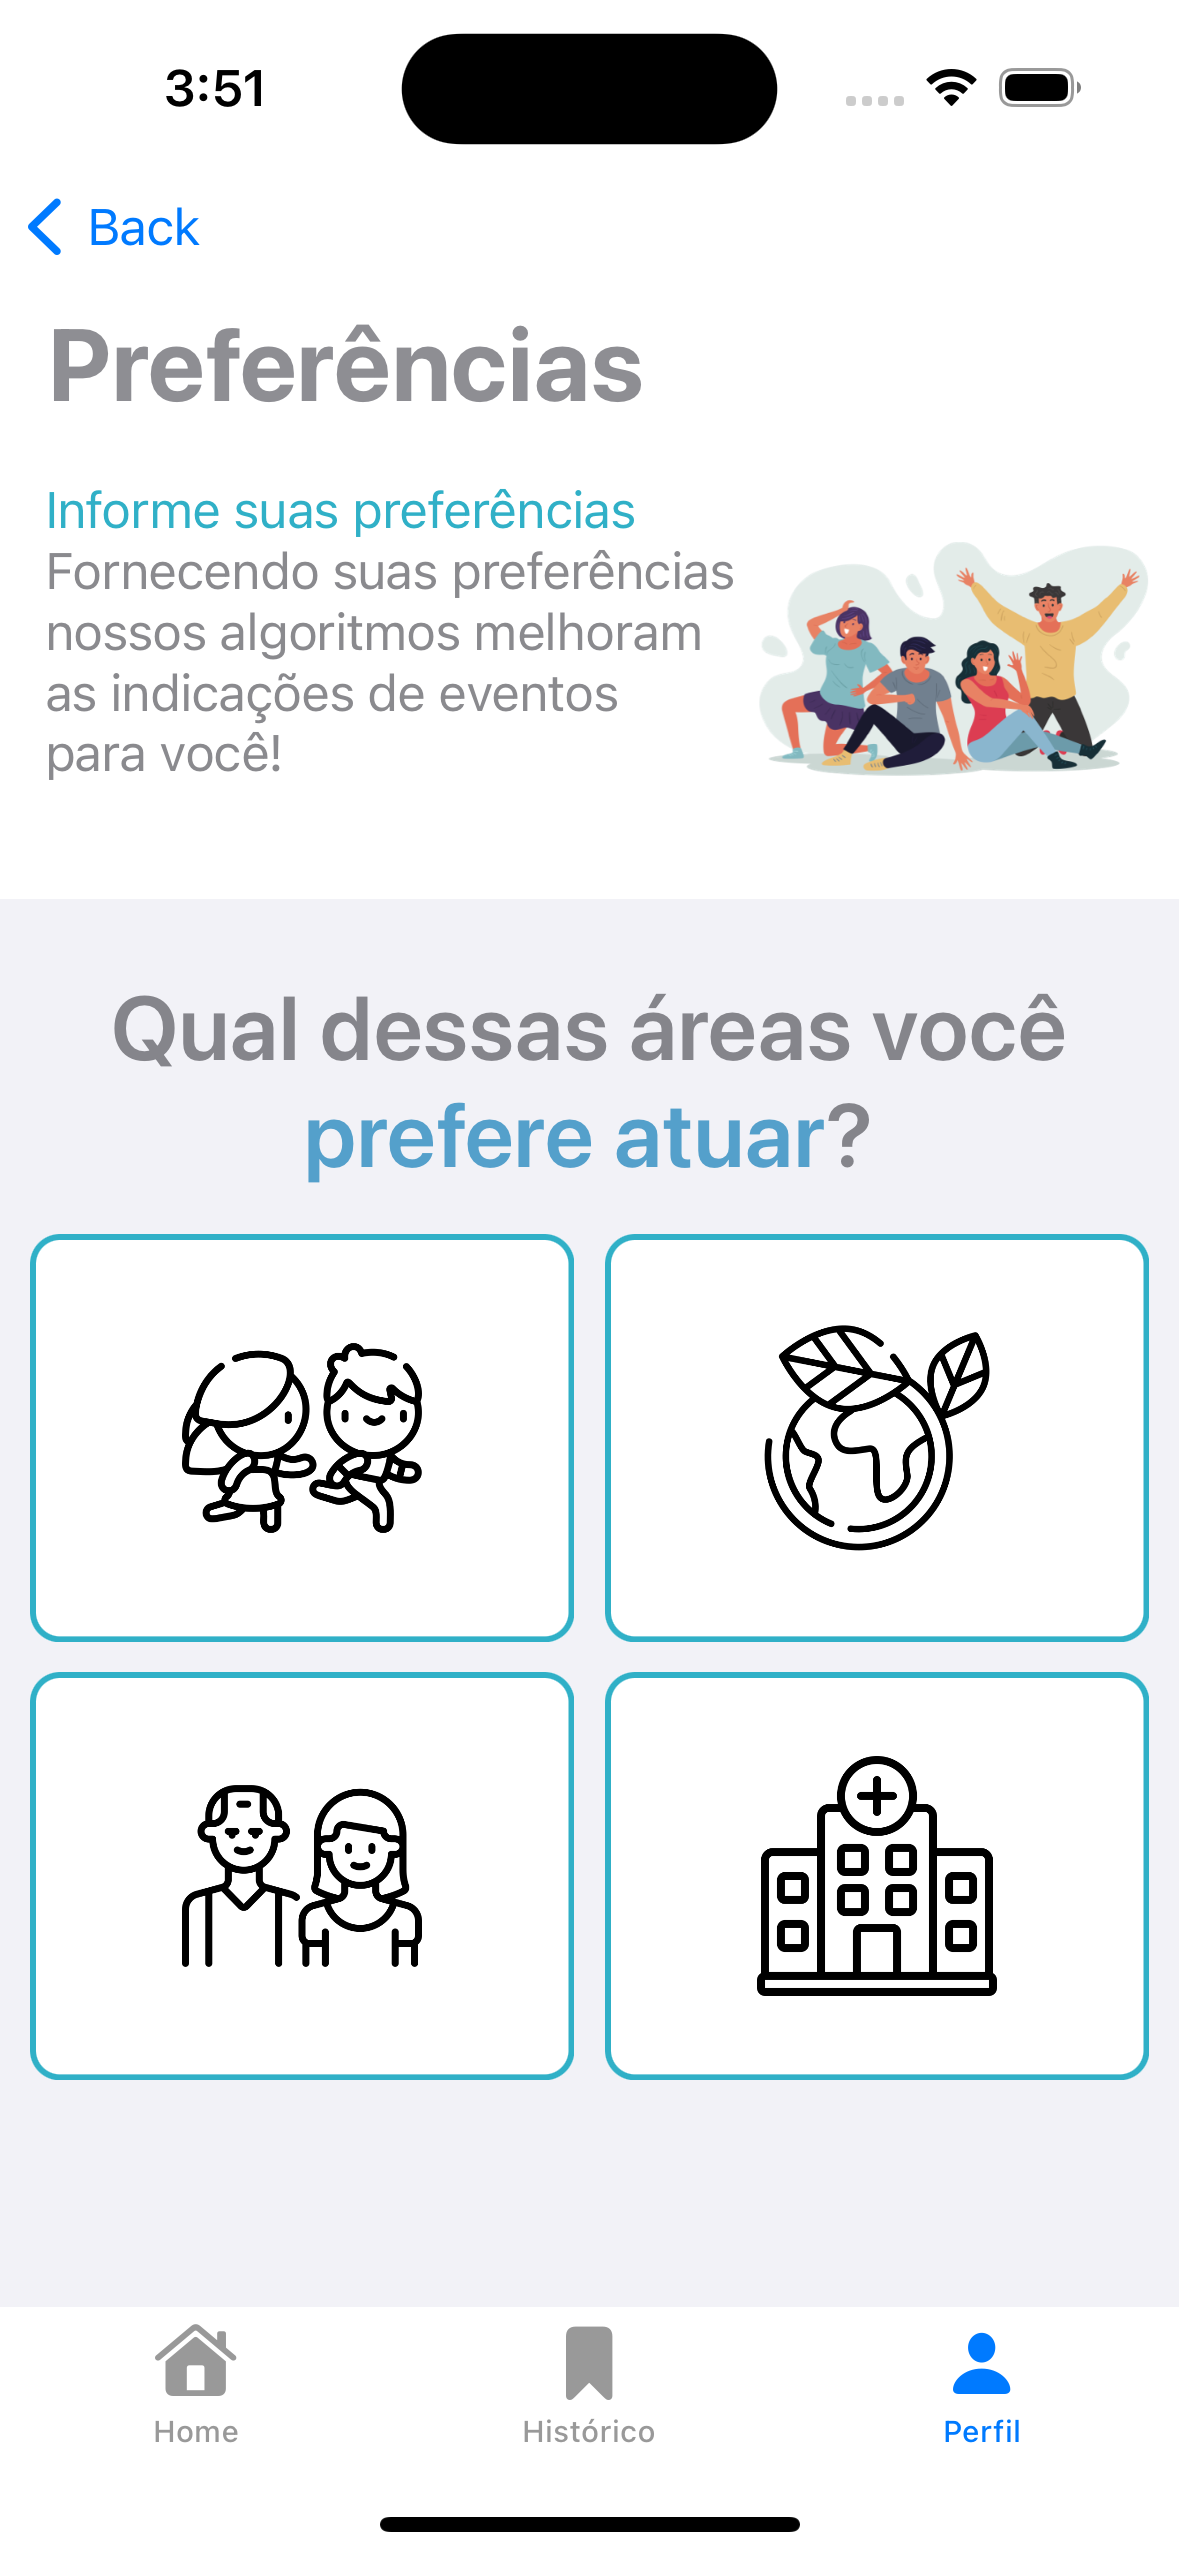 3:51
Back
Preferências
Informe suas preferências
Fornecendo suas preferências
nossos algoritmos melhoram
as indicações de eventos
para você!
Qual dessas áreas você
prefere atuar?
Home
Histórico
Perfil